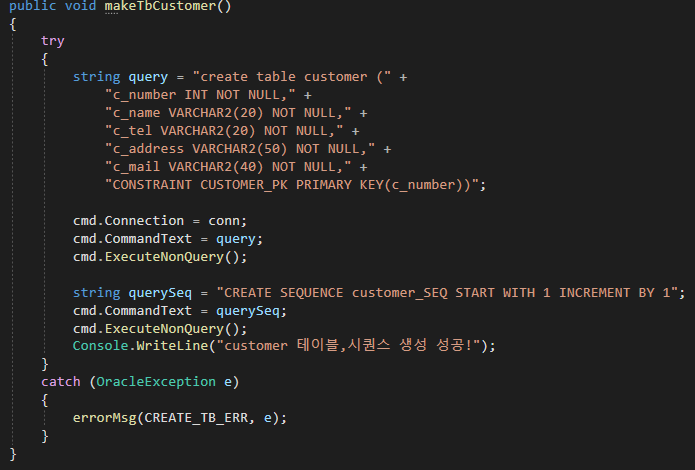 public void makeTbCustomer()
{
    try
    {
        string query = "create table customer (" +
            "c_number INT NOT NULL," +
            "c_name VARCHAR2(20) NOT NULL," +
            "c_tel VARCHAR2(20) NOT NULL," +
            "c_address VARCHAR2(50) NOT NULL," +
            "c_mail VARCHAR2(40) NOT NULL," +
            "CONSTRAINT CUSTOMER_PK PRIMARY KEY(c_number))";

        cmd.Connection = conn;
        cmd.CommandText = query;
        cmd.ExecuteNonQuery();

        string querySeq = "CREATE SEQUENCE customer_SEQ START WITH 1 INCREMENT BY 1";
        cmd.CommandText = querySeq;
        cmd.ExecuteNonQuery();
        Console.WriteLine("customer 테이블,시퀀스 생성 성공!");
    }
    catch (OracleException e)
    {
        errorMsg(CREATE_TB_ERR, e);
    }
}